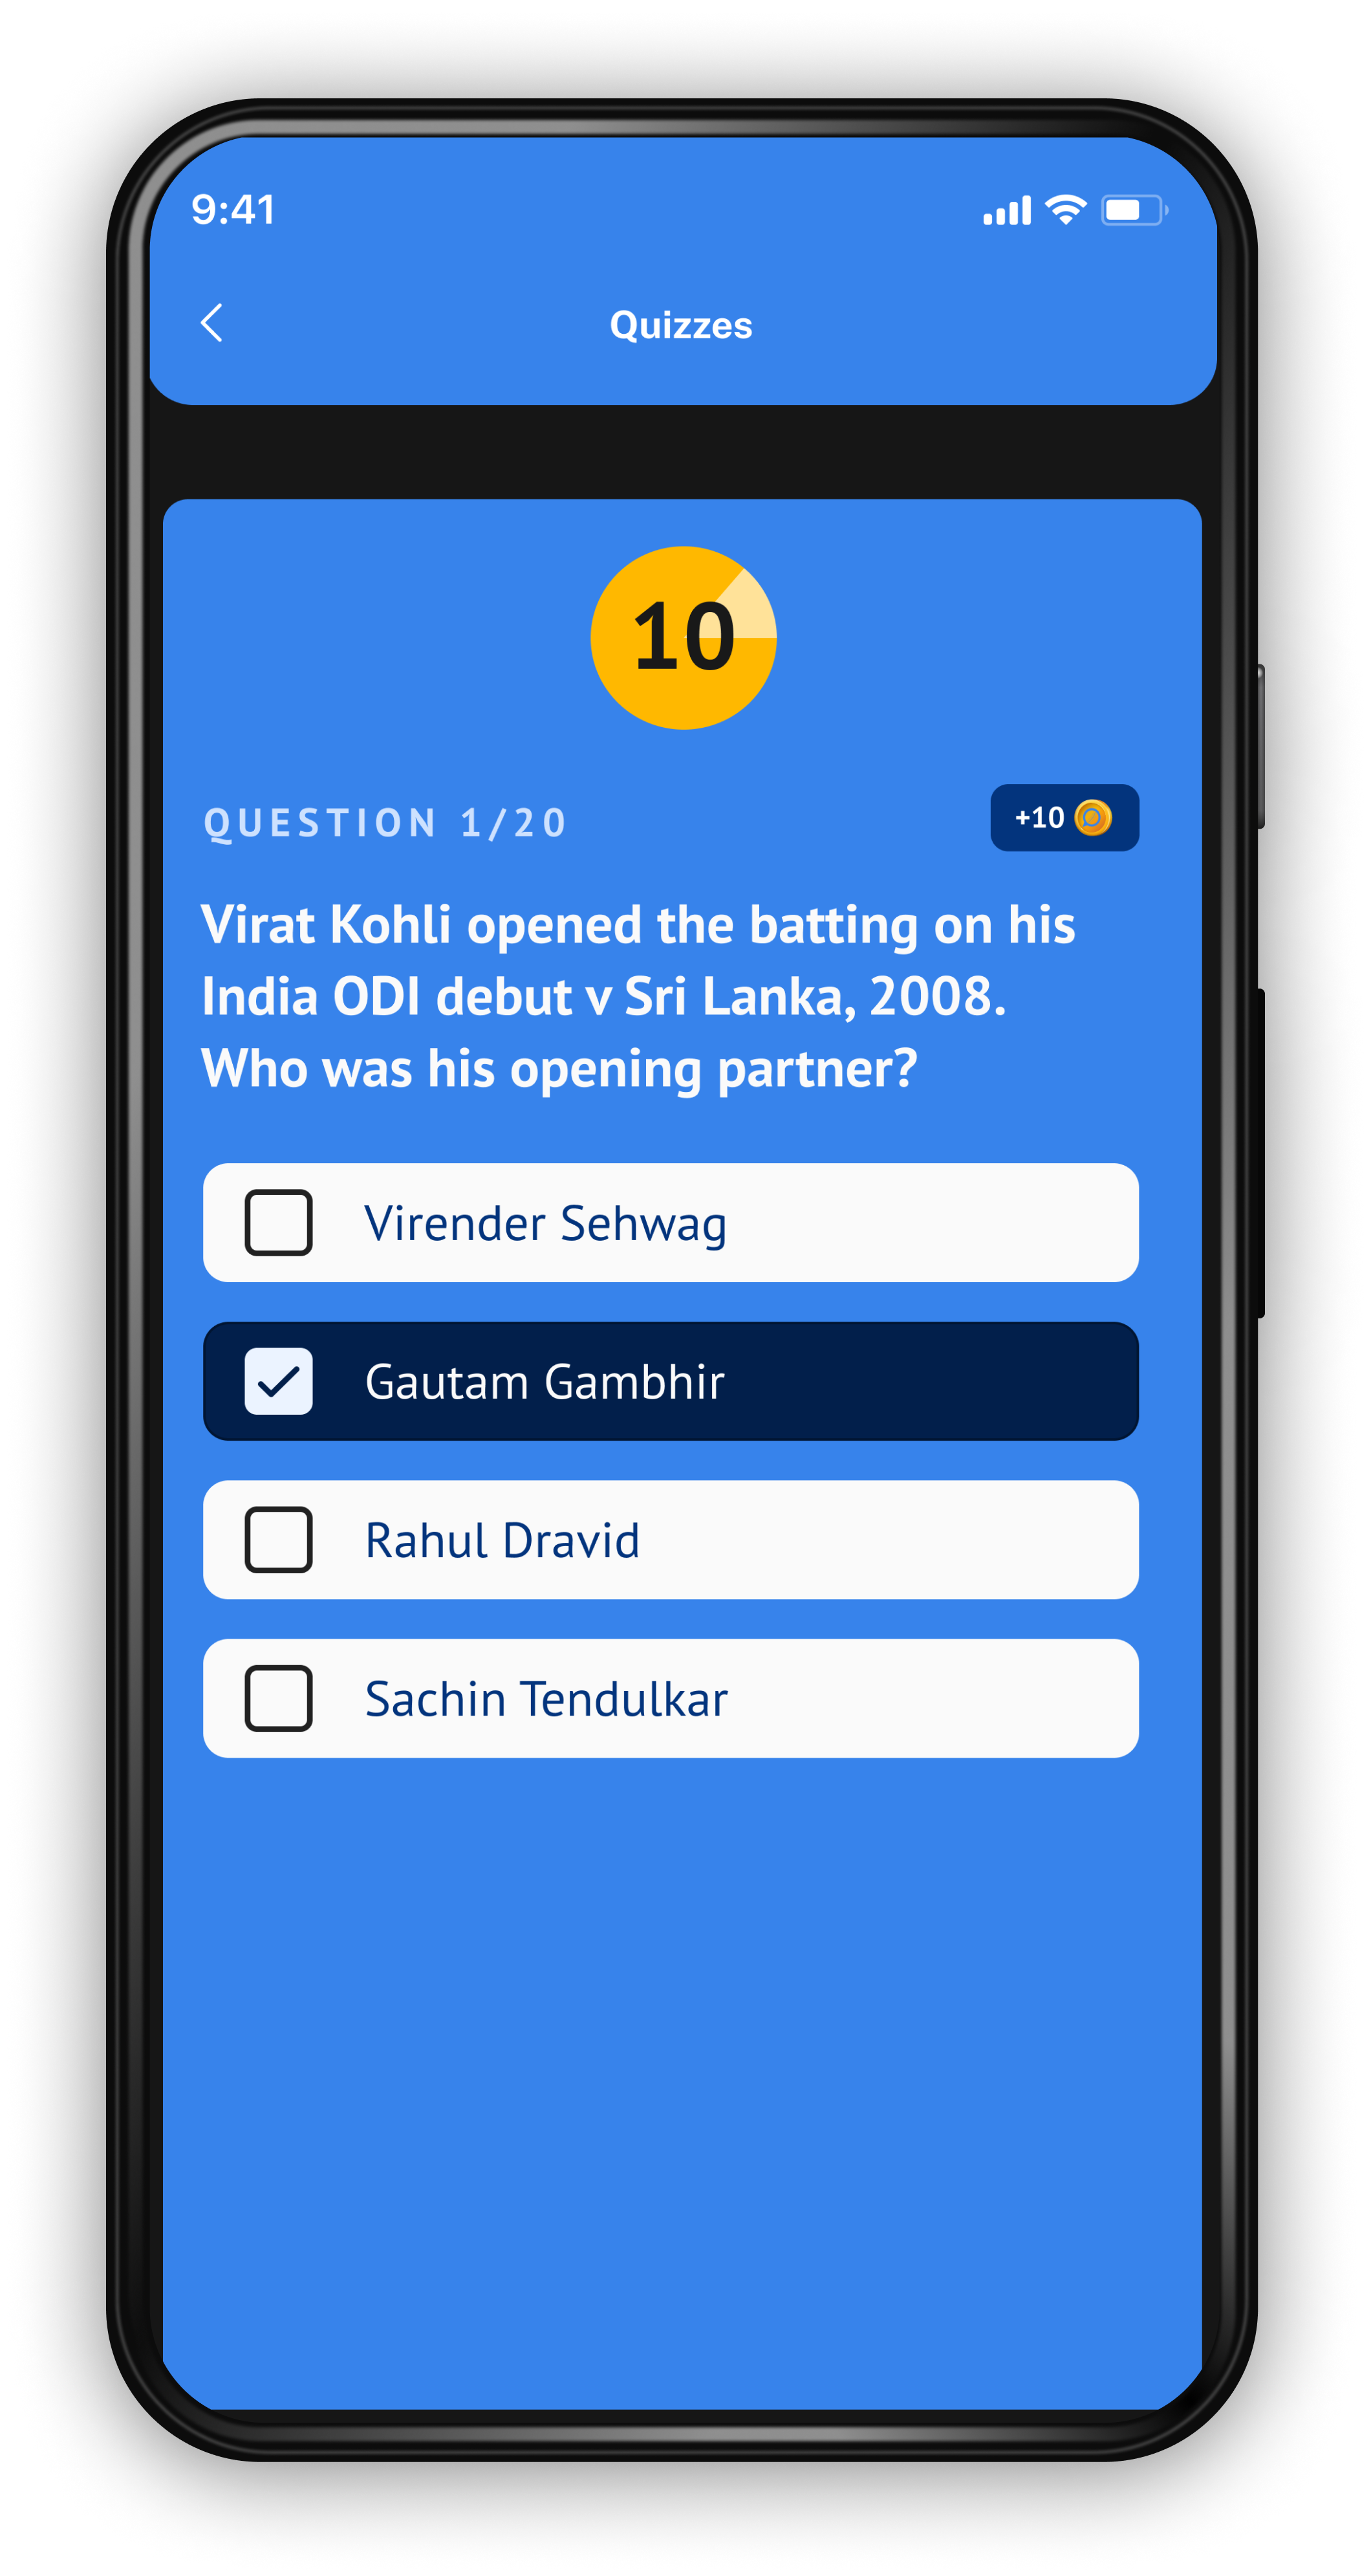 9:41
Quizzes
10
QUESTION 1/20
+10
Virat Kohli opened the batting on his
India ODI debut v Sri Lanka, 2008.
Who was his opening partner?
Virender Sehwag
Gautam Gambhir
Rahul Dravid
Sachin Tendulkar